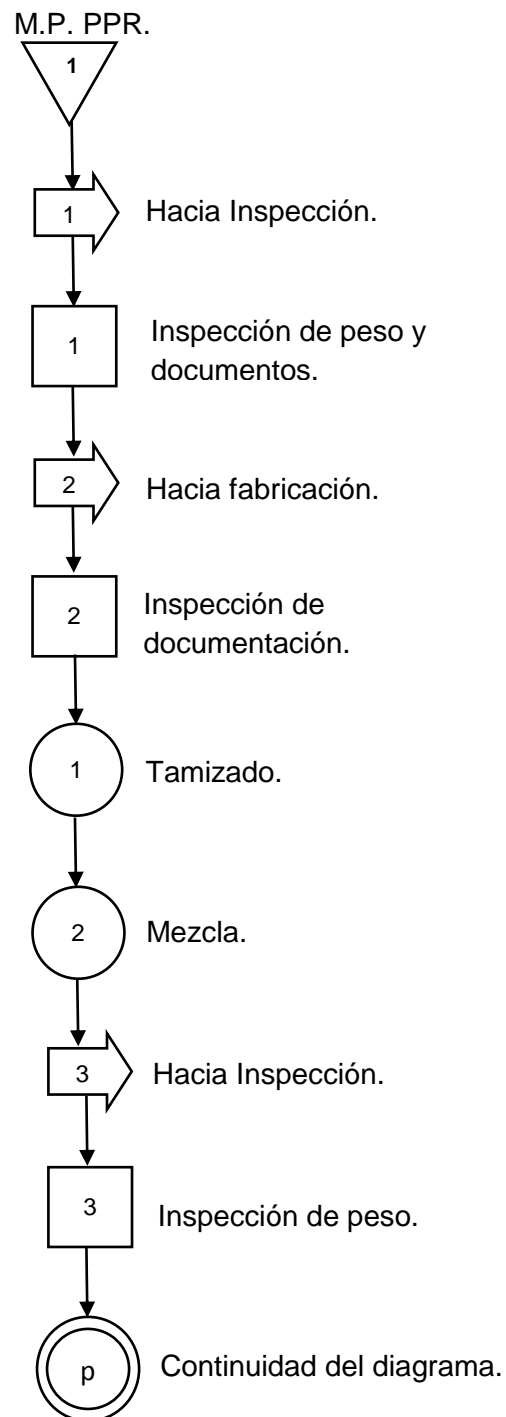 M.P. PPR.
1
1 Hacia Inspección.
1 Inspección de peso y
documentos.
2 Hacia fabricación.
2 Inspección de
documentación.
1 Tamizado.
2 Mezcla.
3 Hacia Inspección.
3 Inspección de peso.
p Continuidad del diagrama.